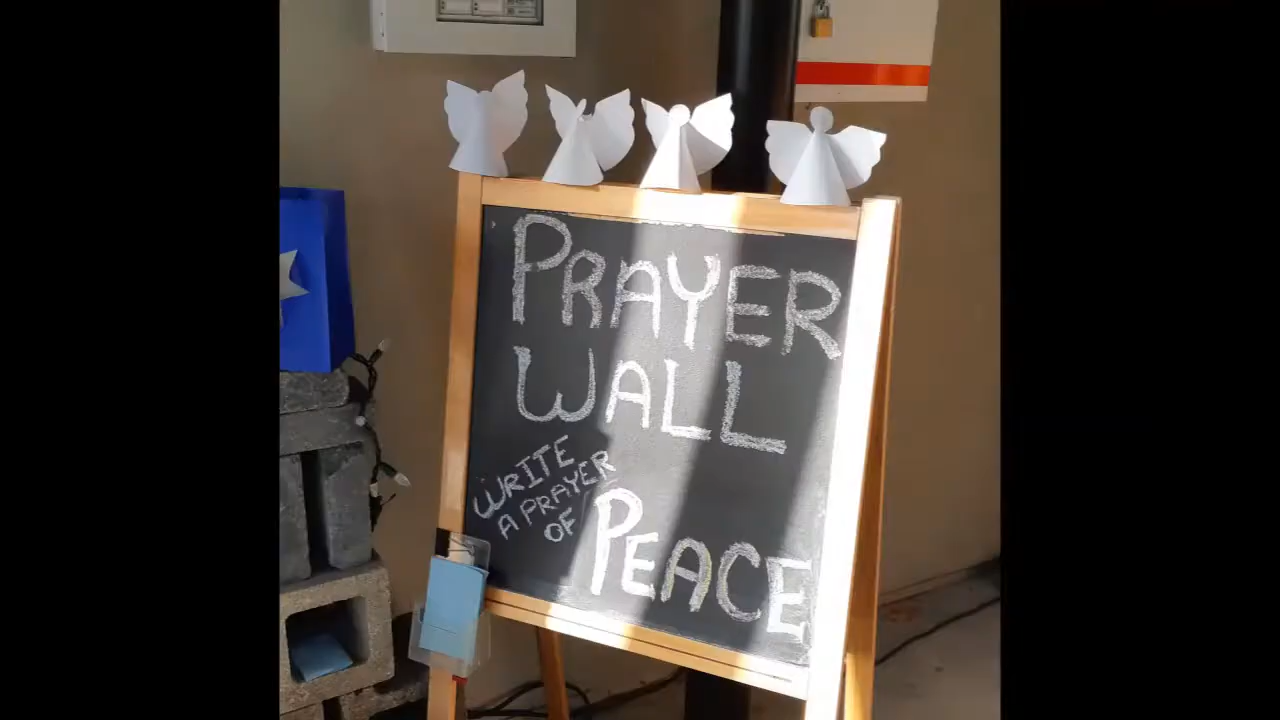 PRAYER
WALL
WRITE
A PRAYER
OF
PEACE